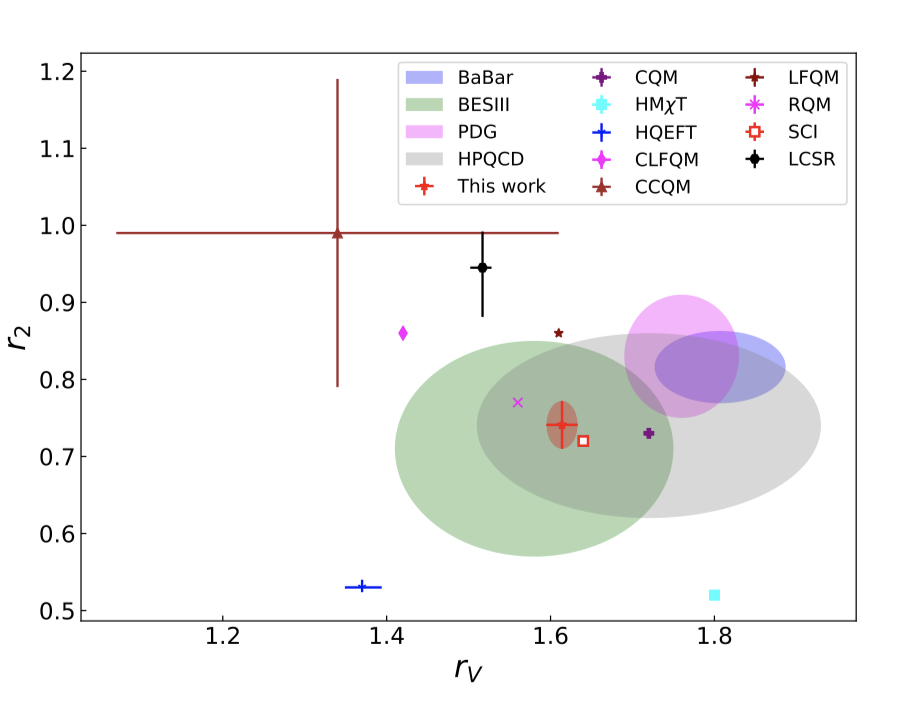 1.2
1.1
1.0
0.9
0.8
0.7
0.6
0.5
r2
BaBar
BESIII
PDG
HPQCD
This work
CQM
HMχT
HQEFT
CLFQM
CCQM
LFQM
RQM
SCI
LCSR
1.2 1.4 1.6 1.8
rV